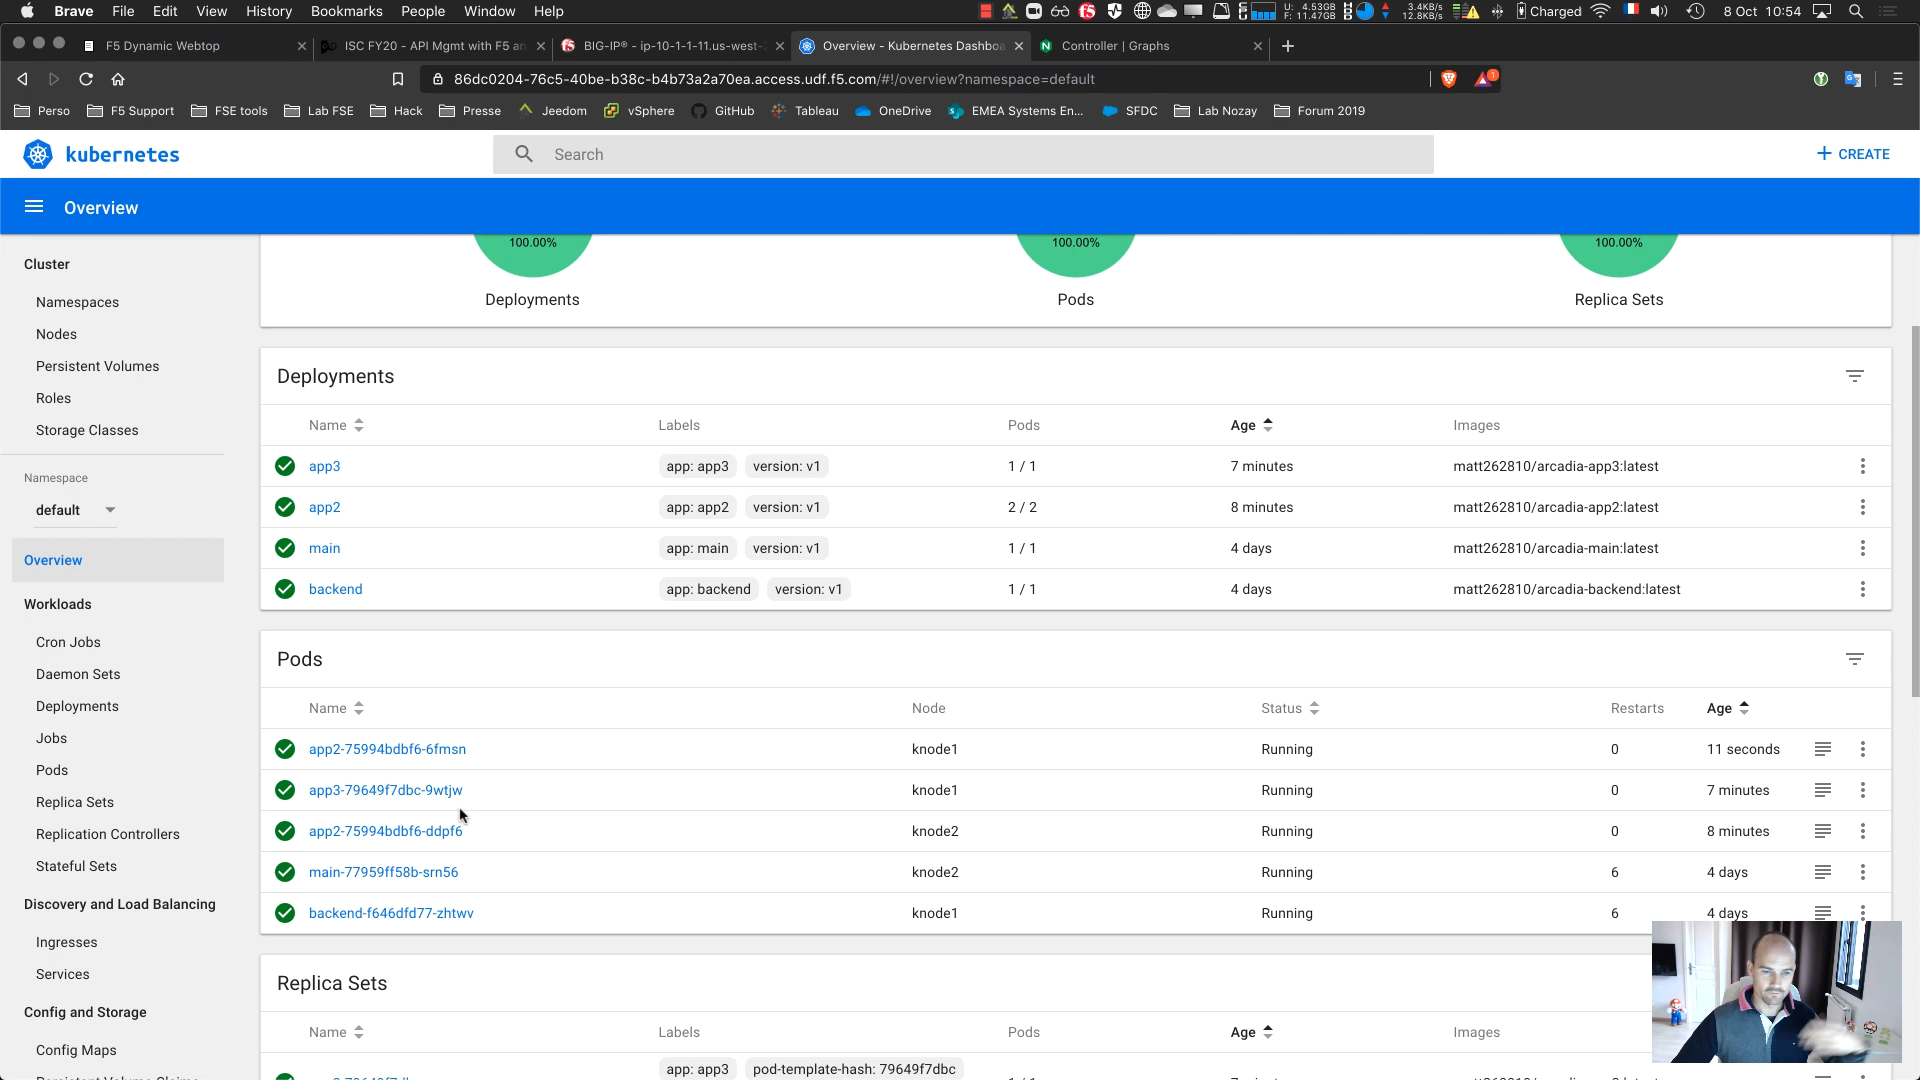 Brave File Edit View History Bookmarks People Window Help U: 4.53GB F: 11.47GB 3.4KB/s 12.8KB/s Charged 8 Oct 10:54
F5 Dynamic Webtop ISC FY20 - API Mgmt with F5 an BIG-IP® - ip-10-1-1-11.us-west- Overview - Kubernetes Dashboa Controller | Graphs
86dc0204-76c5-40be-b38c-b4b73a2a70ea.access.udf.f5.com/#!/overview?namespace=default 1
Perso F5 Support FSE tools Lab FSE Hack Presse Jeedom vSphere GitHub Tableau OneDrive EMEA Systems En... SFDC Lab Nozay Forum 2019
kubernetes Search + CREATE
Overview
Cluster
Namespaces
Nodes
Persistent Volumes
Roles
Storage Classes
Namespace
default
Overview
Workloads
Cron Jobs
Daemon Sets
Deployments
Jobs
Pods
Replica Sets
Replication Controllers
Stateful Sets
Discovery and Load Balancing
Ingresses
Services
Config and Storage
Config Maps
100.00% 100.00% 100.00%
Deployments Pods Replica Sets
Deployments
Name Labels Pods Age Images
app3 app: app3 version: v1 1 / 1 7 minutes matt262810/arcadia-app3:latest
app2 app: app2 version: v1 2 / 2 8 minutes matt262810/arcadia-app2:latest
main app: main version: v1 1 / 1 4 days matt262810/arcadia-main:latest
backend app: backend version: v1 1 / 1 4 days matt262810/arcadia-backend:latest
Pods
Name Node Status Restarts Age
app2-75994bdbf6-6fmsn knode1 Running 0 11 seconds
app3-79649f7dbc-9wtjw knode1 Running 0 7 minutes
app2-75994bdbf6-ddpf6 knode2 Running 0 8 minutes
main-77959ff58b-srn56 knode2 Running 6 4 days
backend-f646dfd77-zhtwv knode1 Running 6 4 days
Replica Sets
Name Labels Pods Age Images
app: app3 pod-template-hash: 79649f7dbc